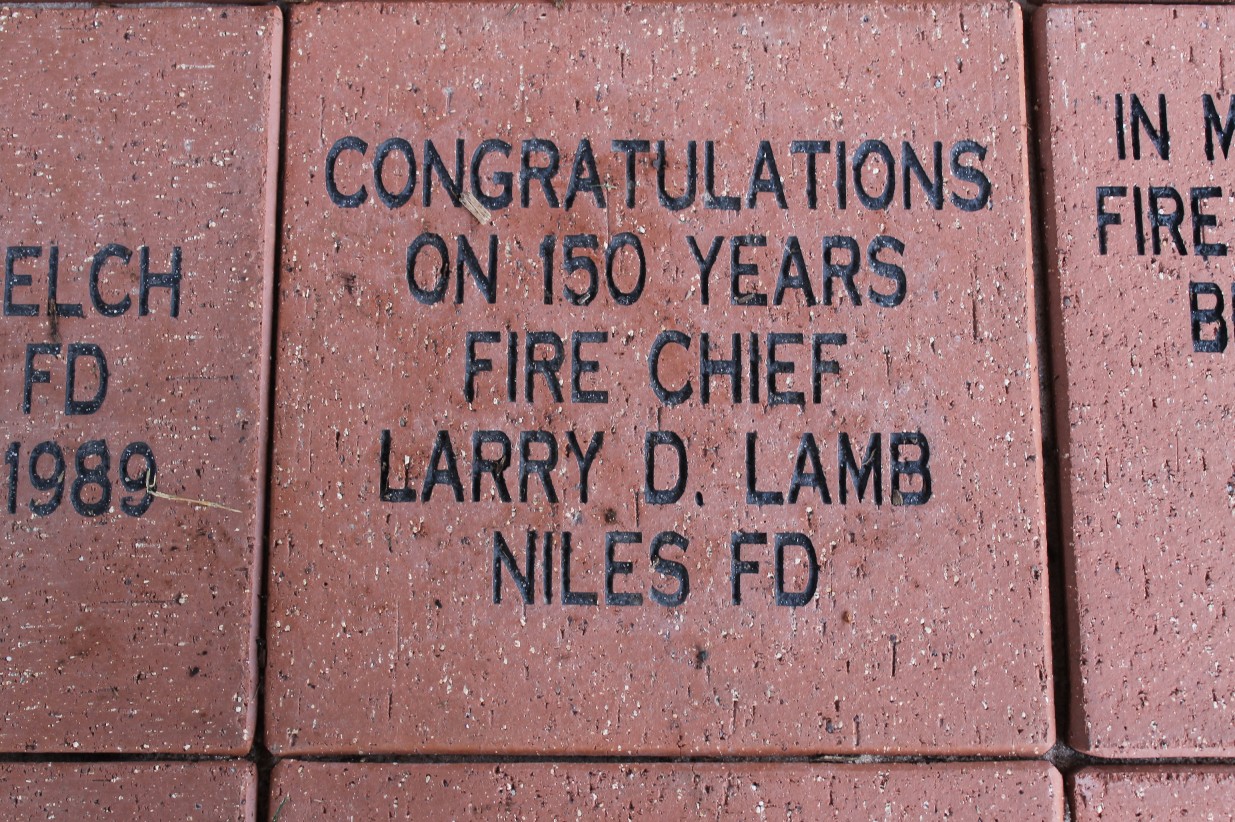 CONGRATULATIONS
ON 150 YEARS
FIRE CHIEF
LARRY D. LAMB
NILES FD
ELCH
FD
1989
IN
FIRE